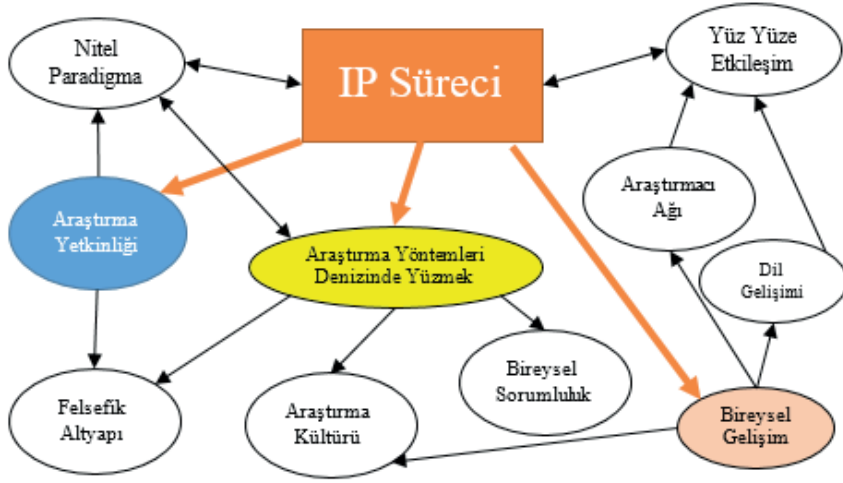 Nitel
Paradigma
IP Süreci
Yüz Yüze
Etkileşim
Araştırma
Yetkinliği
Araştırmacı
Ağı
Araştırma Yöntemleri
Denizinde Yüzmek
Dil
Gelişimi
Felsefik
Altyapı
Araştırma
Kültürü
Bireysel
Sorumluluk
Bireysel
Gelişim